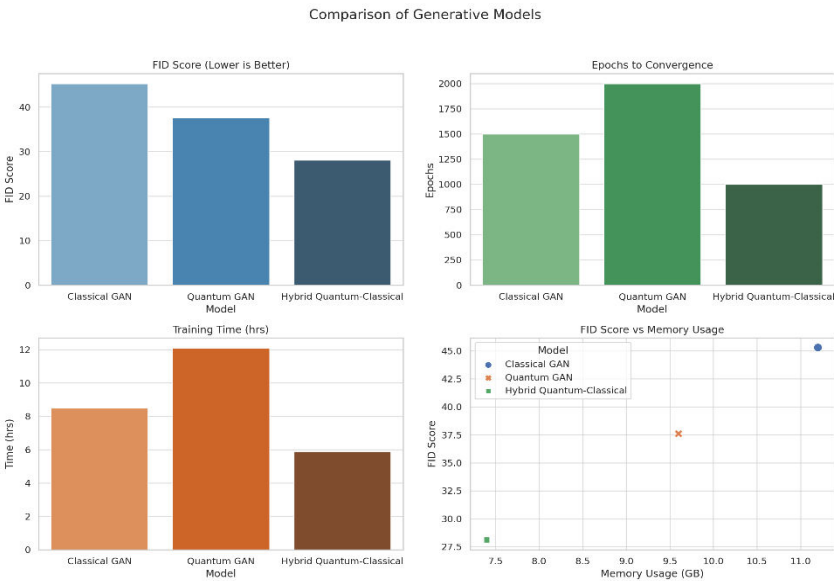 Comparison of Generative Models
FID Score (Lower is Better)
FID Score
40
30
20
10
0
Classical GAN Quantum GAN Hybrid Quantum-Classical
Model
Epochs to Convergence
Epochs
2000
1750
1500
1250
1000
750
500
250
0
Classical GAN Quantum GAN Hybrid Quantum-Classical
Model
Training Time (hrs)
Time (hrs)
12
10
8
6
4
2
0
Classical GAN Quantum GAN Hybrid Quantum-Classical
Model
FID Score vs Memory Usage
Model
Classical GAN
Quantum GAN
Hybrid Quantum-Classical
FID Score
45.0
42.5
40.0
37.5
35.0
32.5
30.0
27.5
7.5 8.0 8.5 9.0 9.5 10.0 10.5 11.0
Memory Usage (GB)